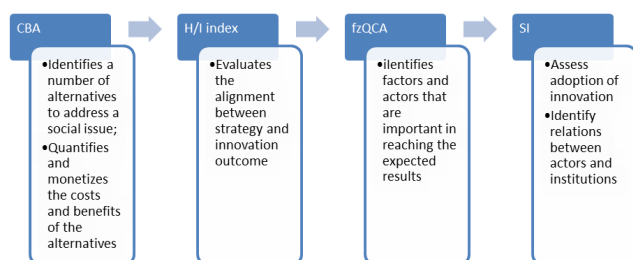 CBA
•Identifies a
number of
alternatives
to address a
social issue;
•Quantifies
and
monetizes
the costs
and benefits
of the
alternatives
H/I index
•Evaluates
the
alignment
between
strategy and
innovation
outcome
fzQCA
•ilentifies
factors and
actors that
are
important in
reaching the
expected
results
SI
•Assess
adoption of
innovation
•Identify
relations
between
actors and
institutions